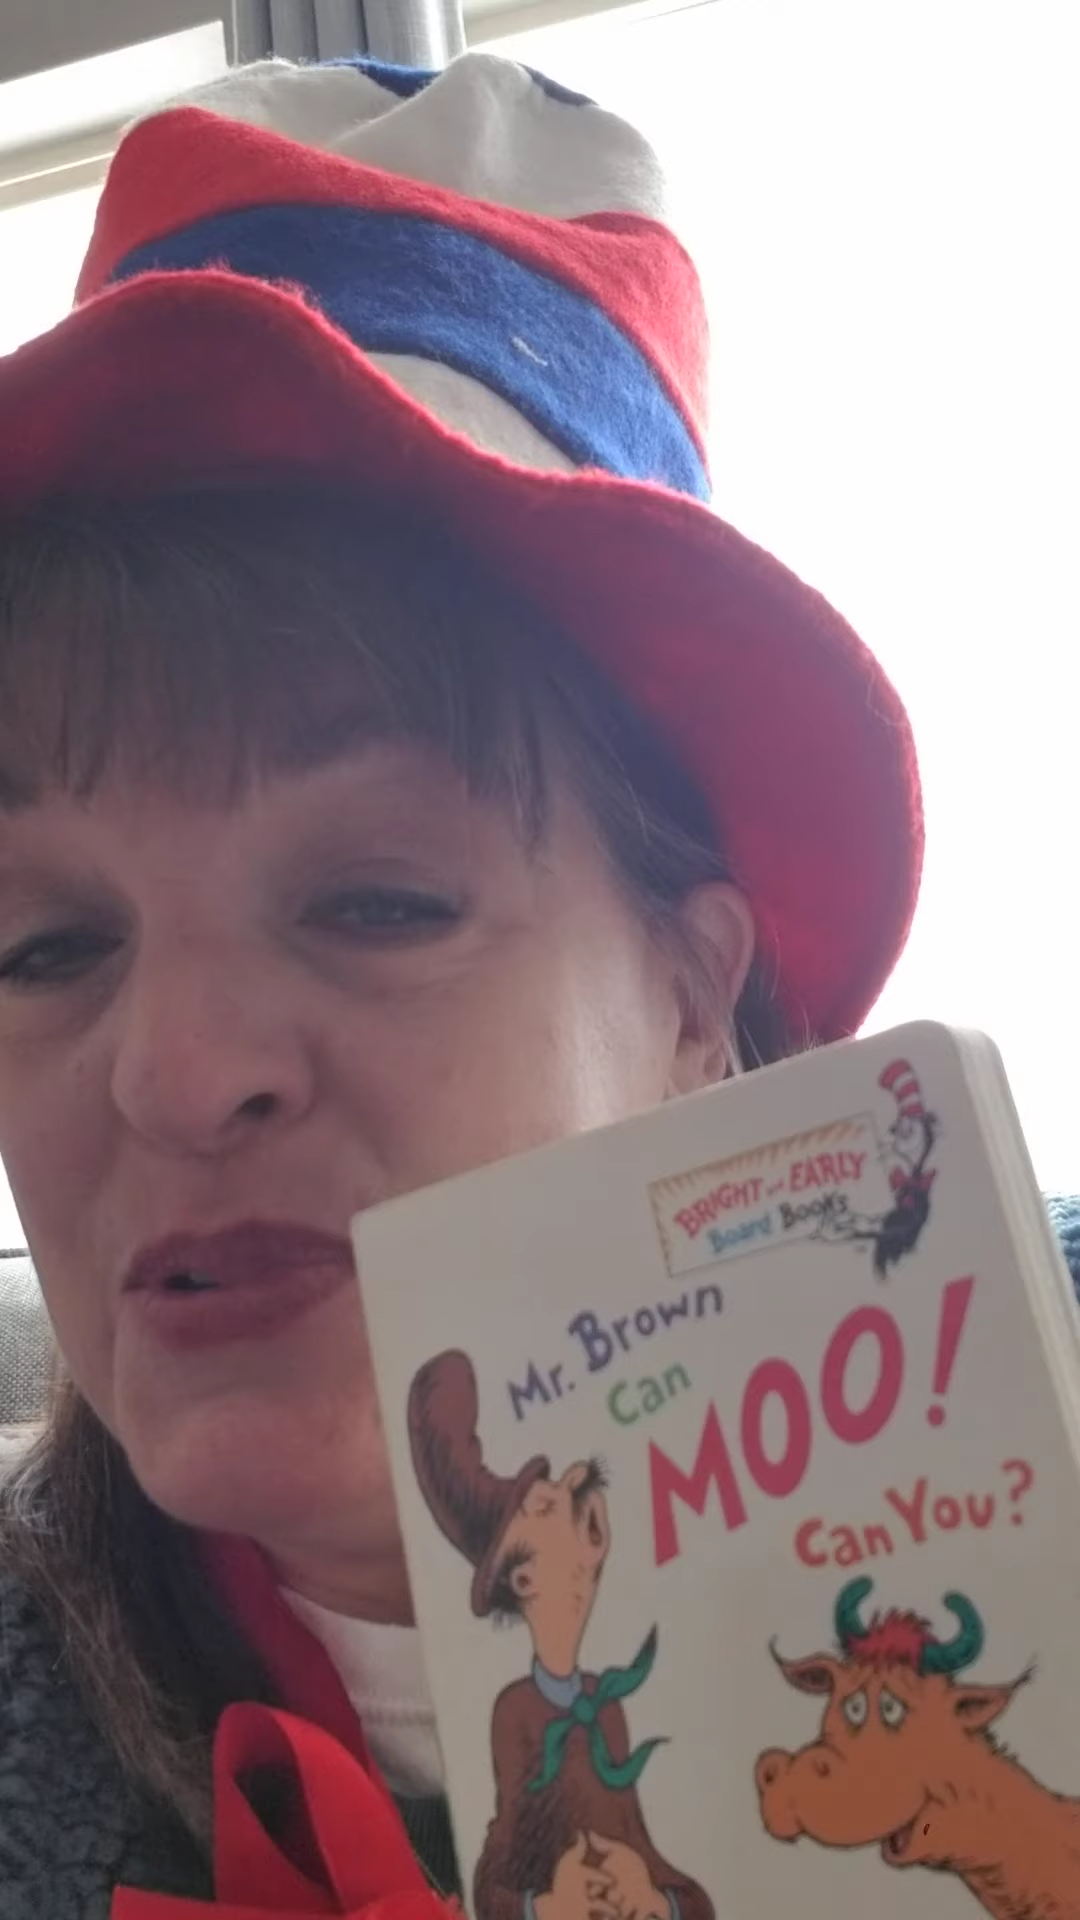 BRIGHT and EARLY
Board Books
Mr. Brown
Can
MOO!
Can You?